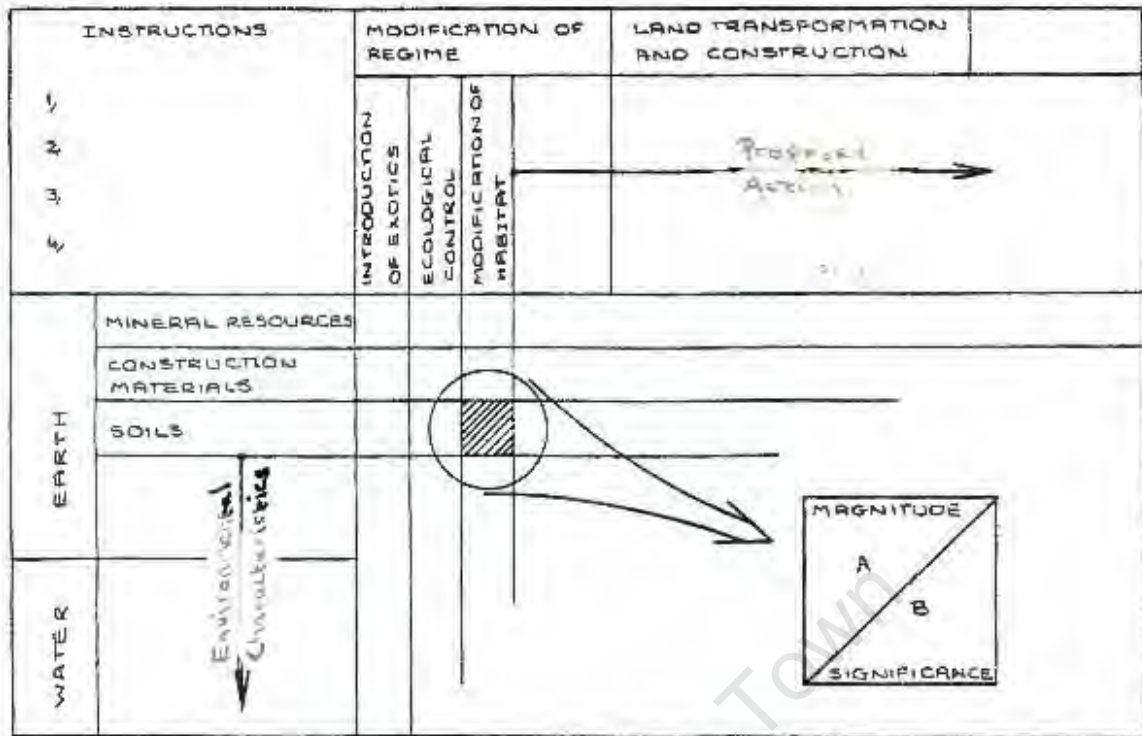 INSTRUCTIONS
MODIFICATION OF
REGIME
LAND TRANSFORMATION
AND CONSTRUCTION
1,
2,
3,
4,
INTRODUCTION
OF EXOTICS
ECOLOGICAL
CONTROL
MODIFICATION OF
HABITAT
Proposed
Action
MINERAL RESOURCES
CONSTRUCTION
MATERIALS
SOILS
EARTH
WATER
Environmental
Characteristics
MAGNITUDE
A
B
SIGNIFICANCE
Town